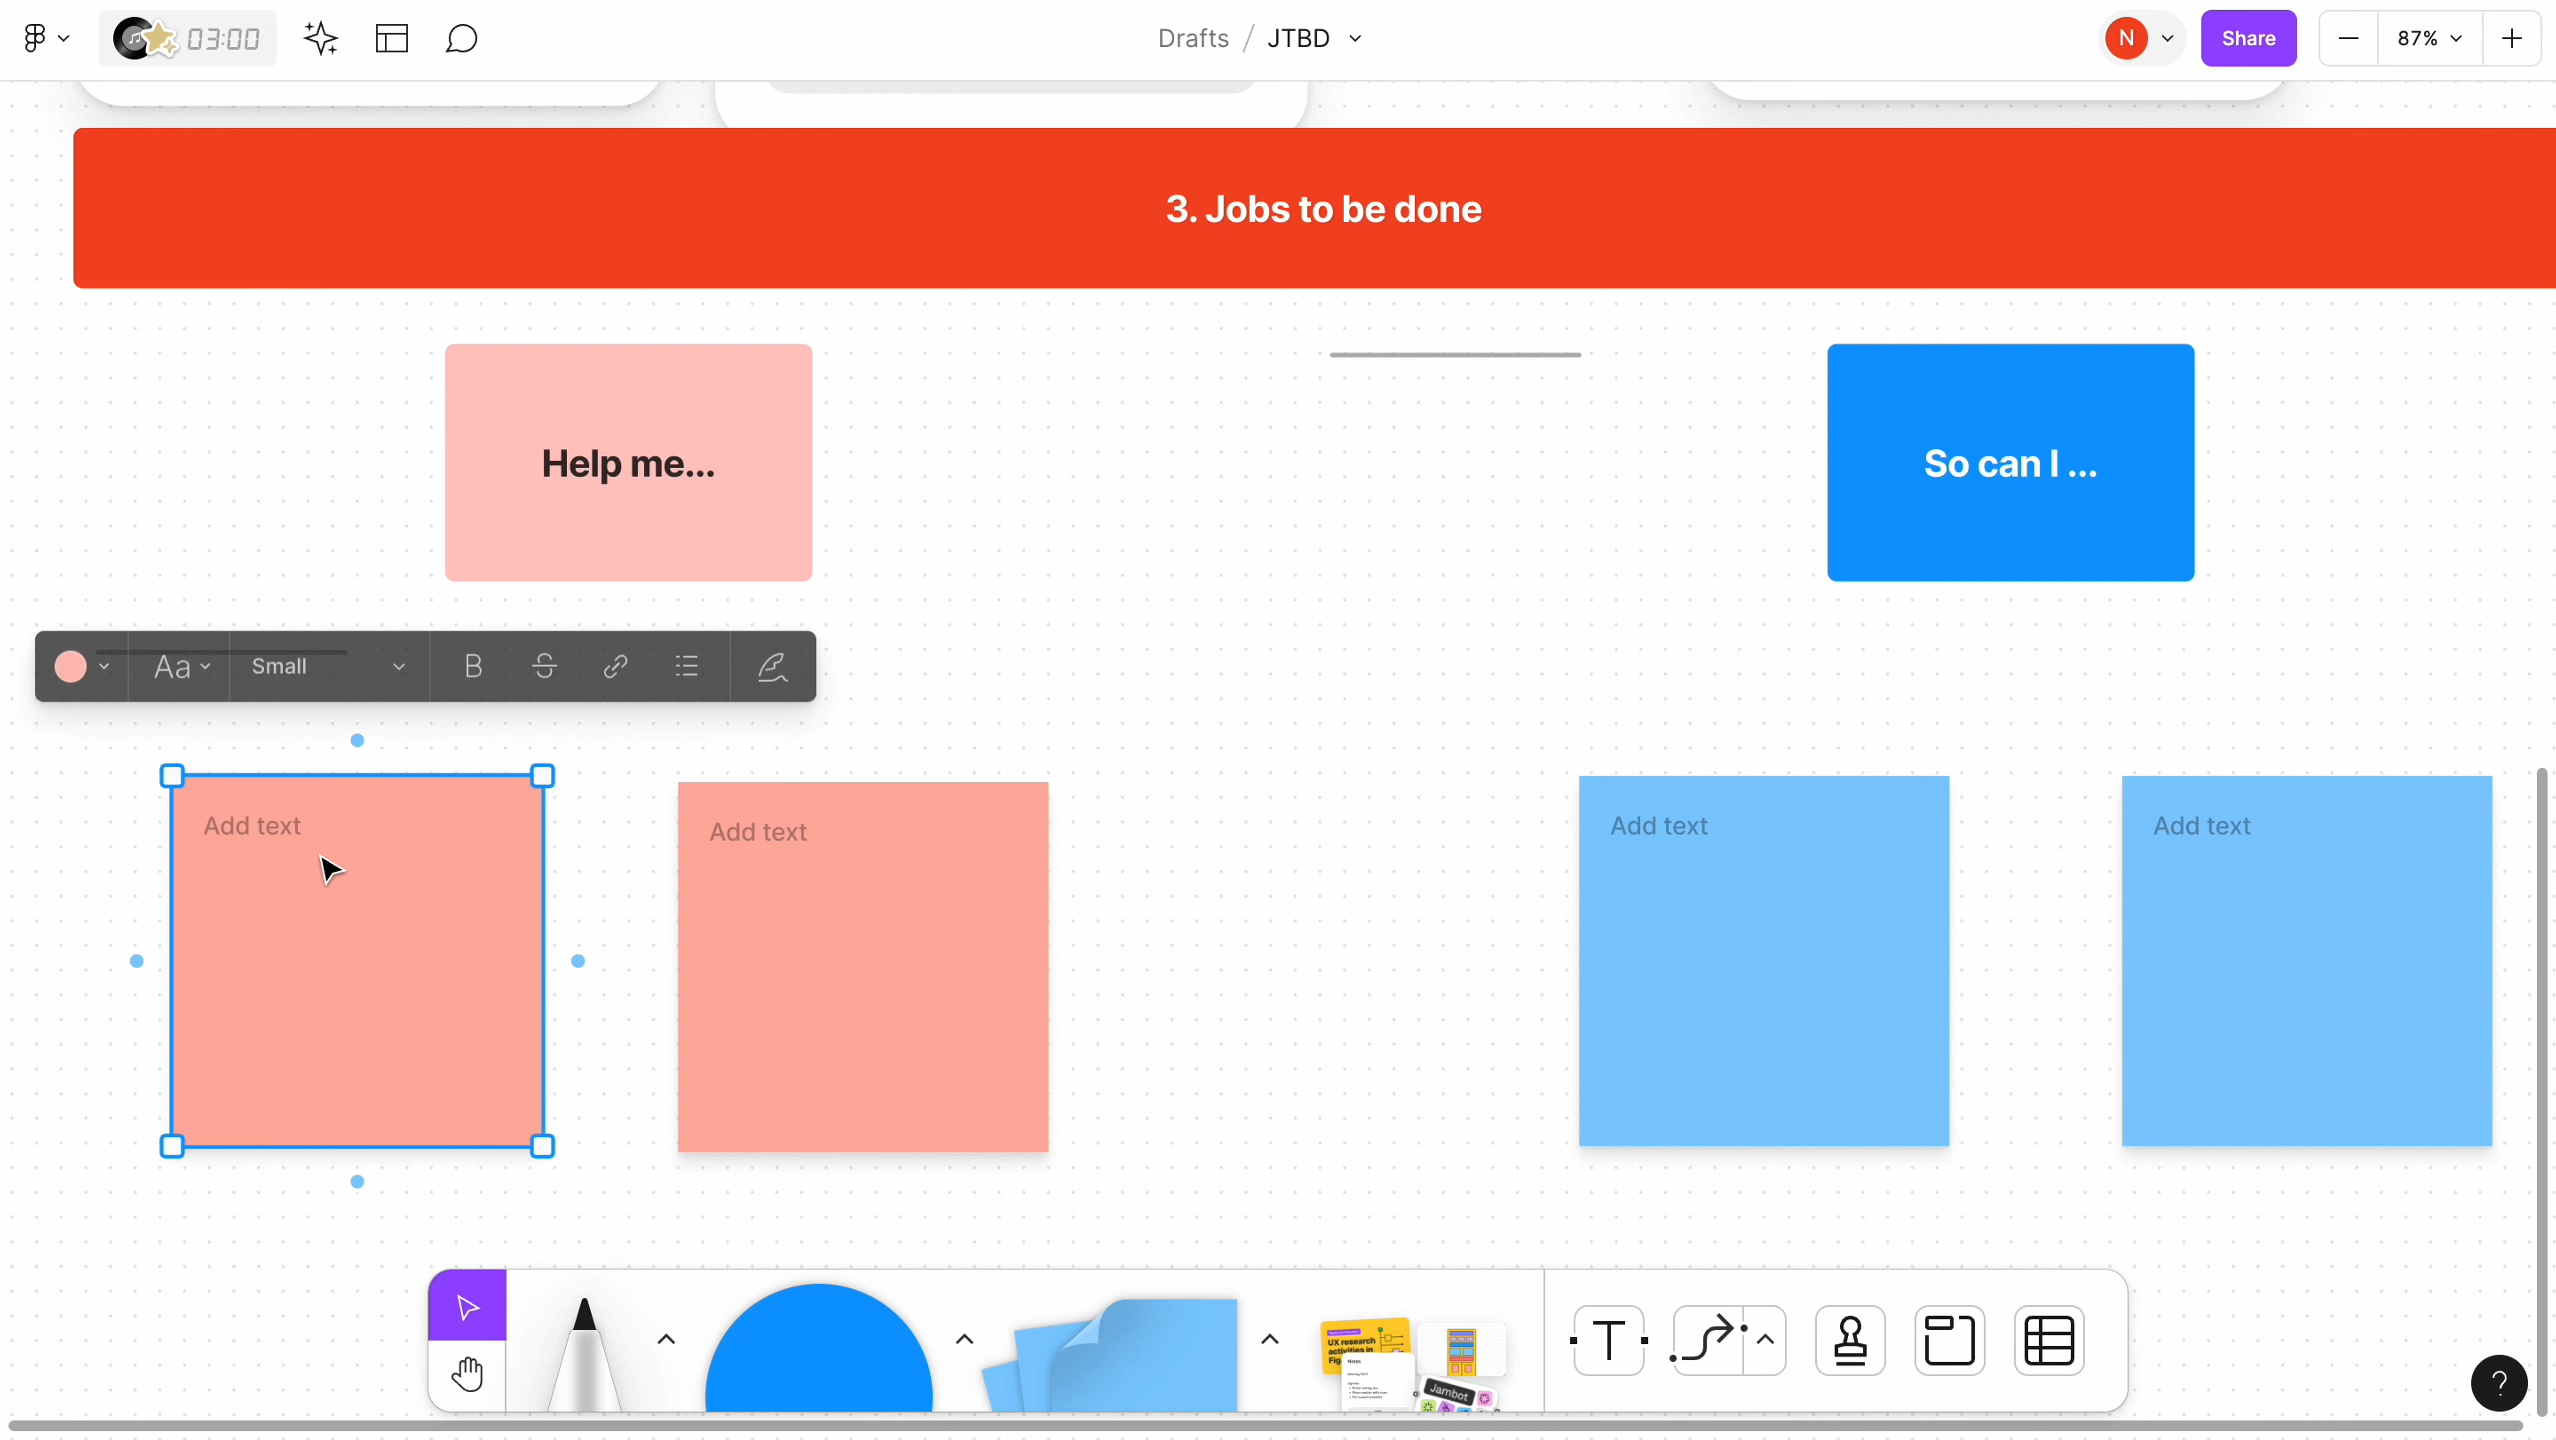 03:00
Drafts / JTBD
N
Share
87%
3. Jobs to be done
Help me...
So can I ...
Aa
Small
B
S
Add text
Add text
Add text
Add text
UX research
activities in
Notes
Jambot
T
?